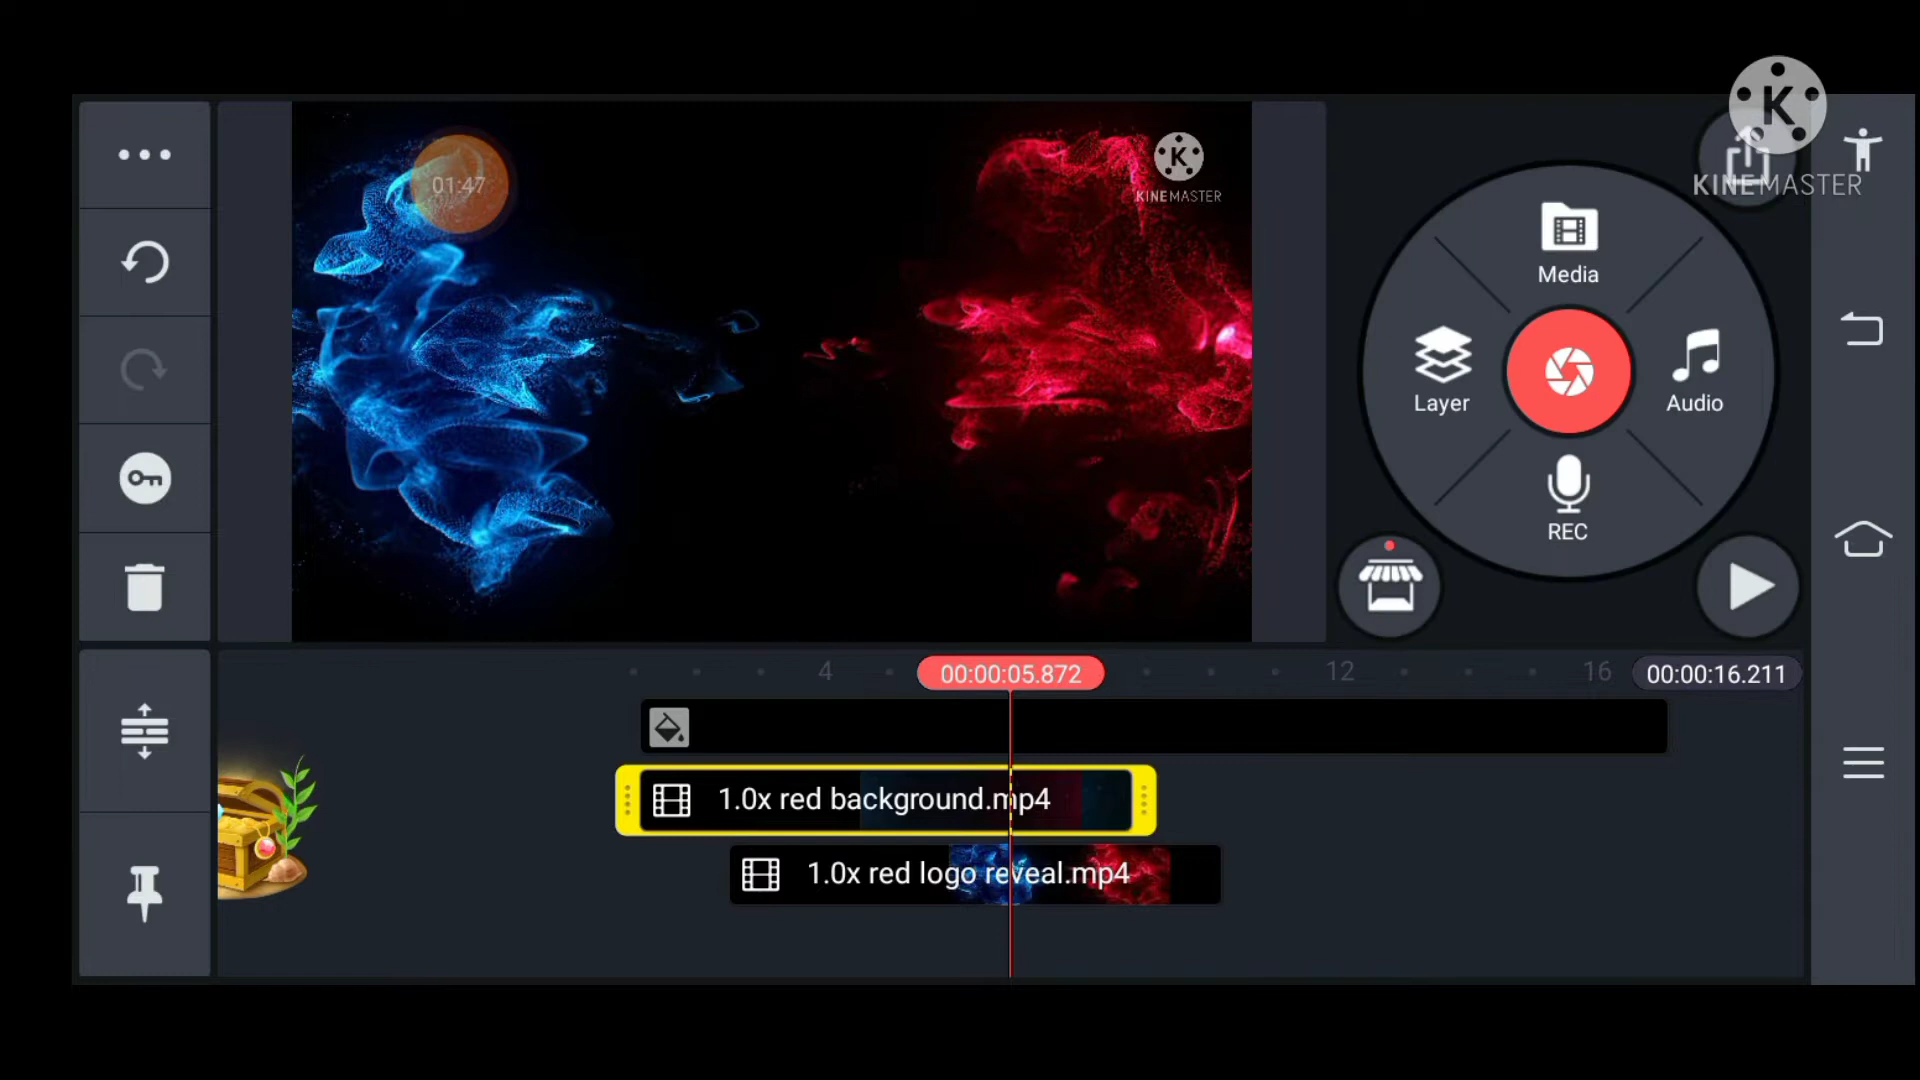 01:47
K
KINEMASTER
K
KINEMASTER
Media
Layer
Audio
REC
4
00:00:05.872
12
16
00:00:16.211
1.0x red background.mp4
1.0x red logo reveal.mp4